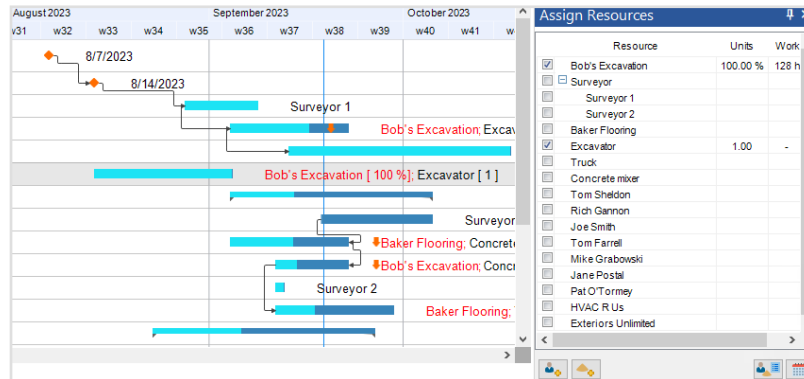 August 2023 September 2023 October 2023
w31 w32 w33 w34 w35 w36 w37 w38 w39 w40 w41
8/7/2023
8/14/2023
Surveyor 1
Bob's Excavation; Excav
Bob's Excavation [ 100 %]; Excavator [ 1 ]
Surveyor
Baker Flooring; Concrete
Bob's Excavation; Conc
Surveyor 2
Baker Flooring;
Assign Resources
Resource Units Work
Bob's Excavation 100.00 % 128 h
Surveyor
Surveyor 1
Surveyor 2
Baker Flooring
Excavator 1.00 -
Truck
Concrete mixer
Tom Sheldon
Rich Gannon
Joe Smith
Tom Farrell
Mike Grabowski
Jane Postal
Pat O'Tormey
HVAC R Us
Exteriors Unlimited